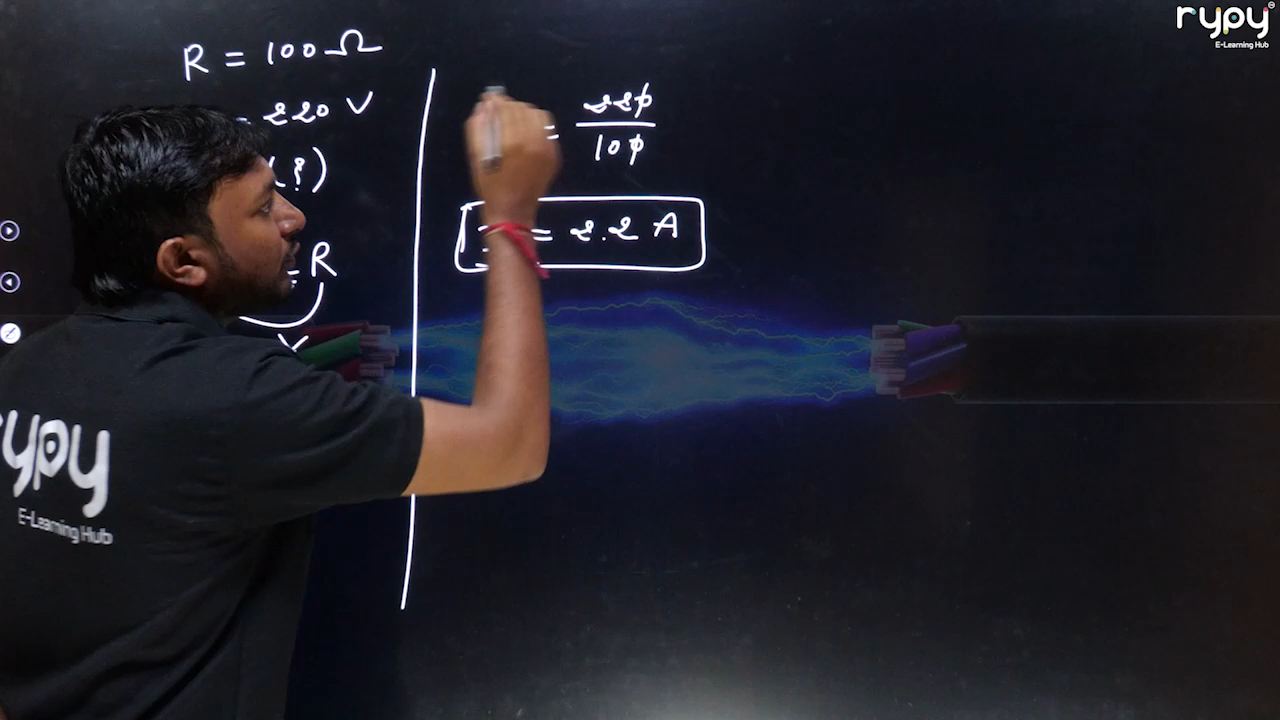 R = 100 Ω
= 220 V
(?)
= R
V
= 220
100
= 2.2 A
rypy
E-Learning Hub
rypy
E-Learning Hub